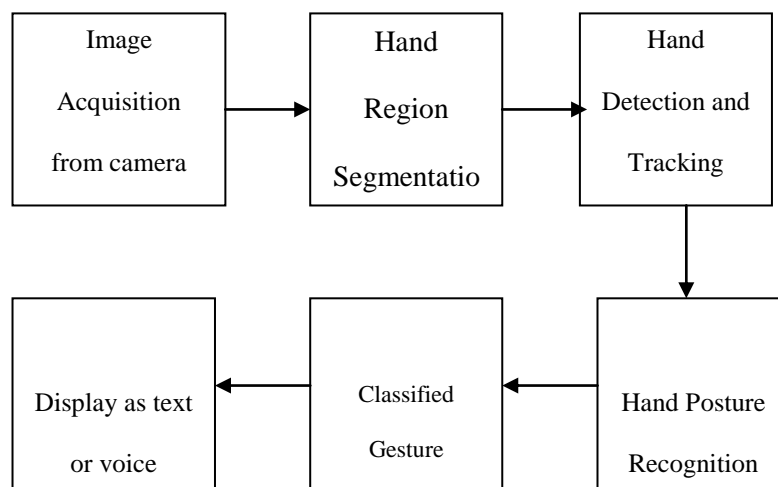 Image
Acquisition
from camera
Hand
Region
Segmentatio
Hand
Detection and
Tracking
Hand Posture
Recognition
Classified
Gesture
Display as text
or voice